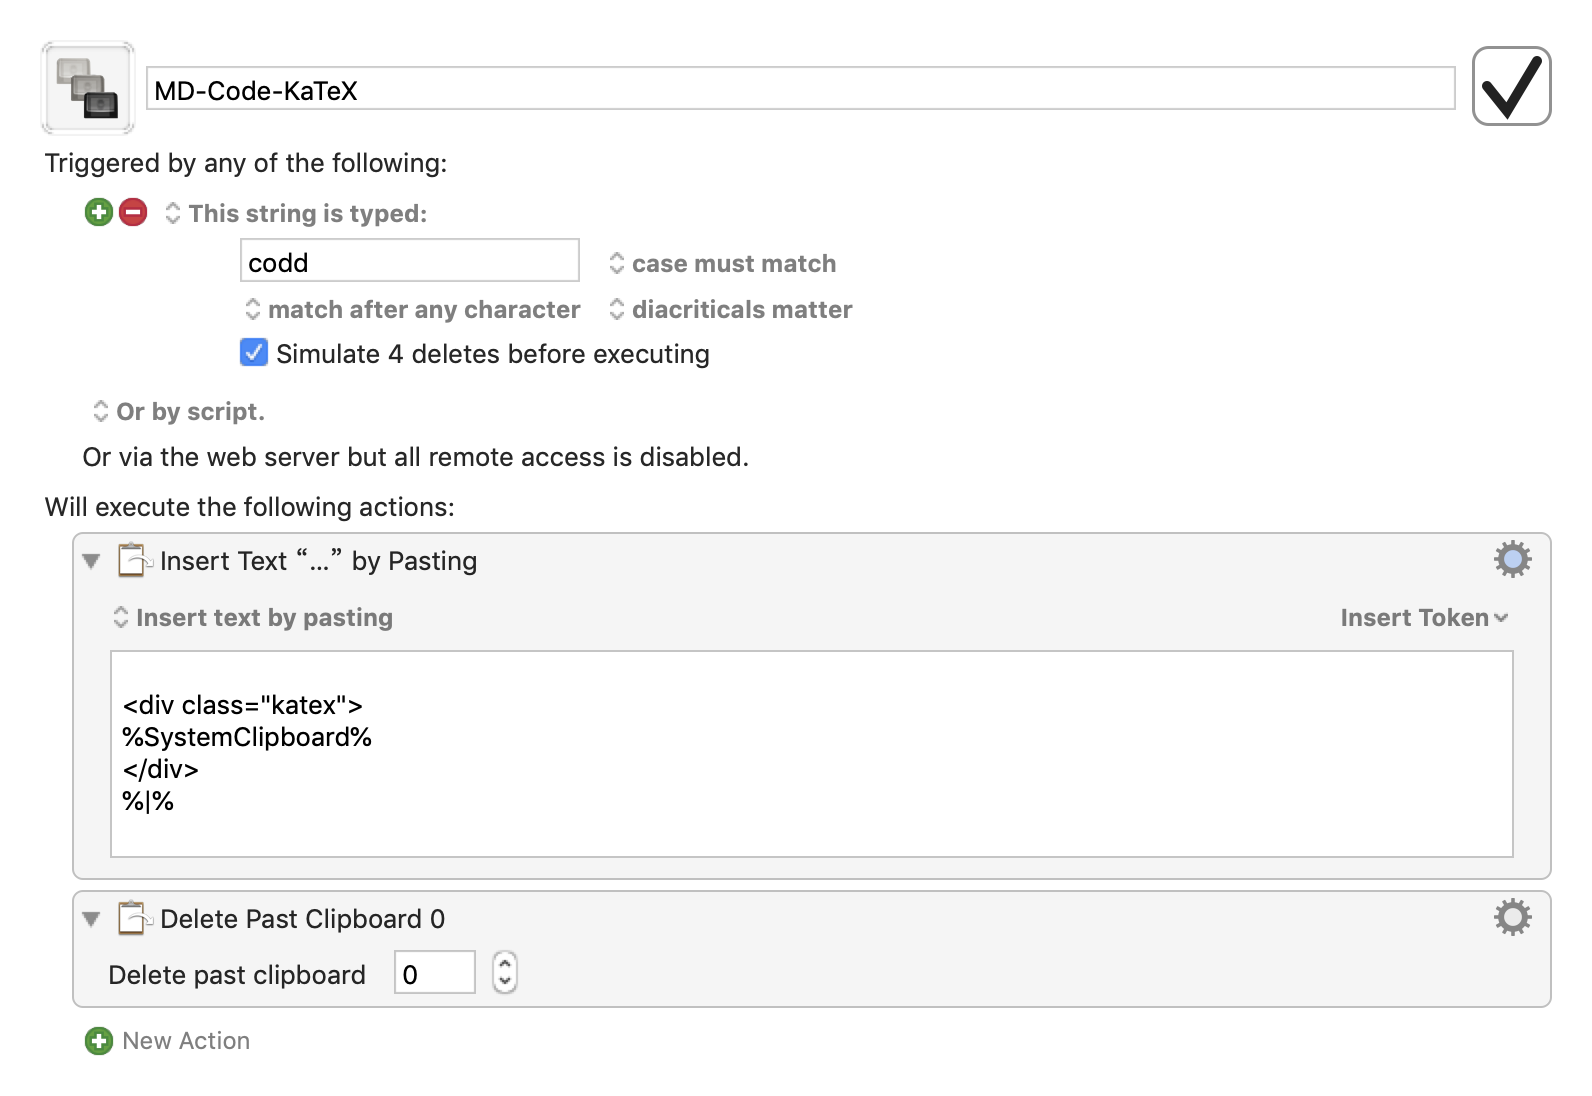 MD-Code-KaTeX
Triggered by any of the following:
This string is typed:
codd
case must match
match after any character
diacriticals matter
Simulate 4 deletes before executing
Or by script.
Or via the web server but all remote access is disabled.
Will execute the following actions:
Insert Text “...” by Pasting
Insert text by pasting
Insert Token
<div class="katex">
%SystemClipboard%
</div>
%|%
Delete Past Clipboard 0
Delete past clipboard 0
New Action